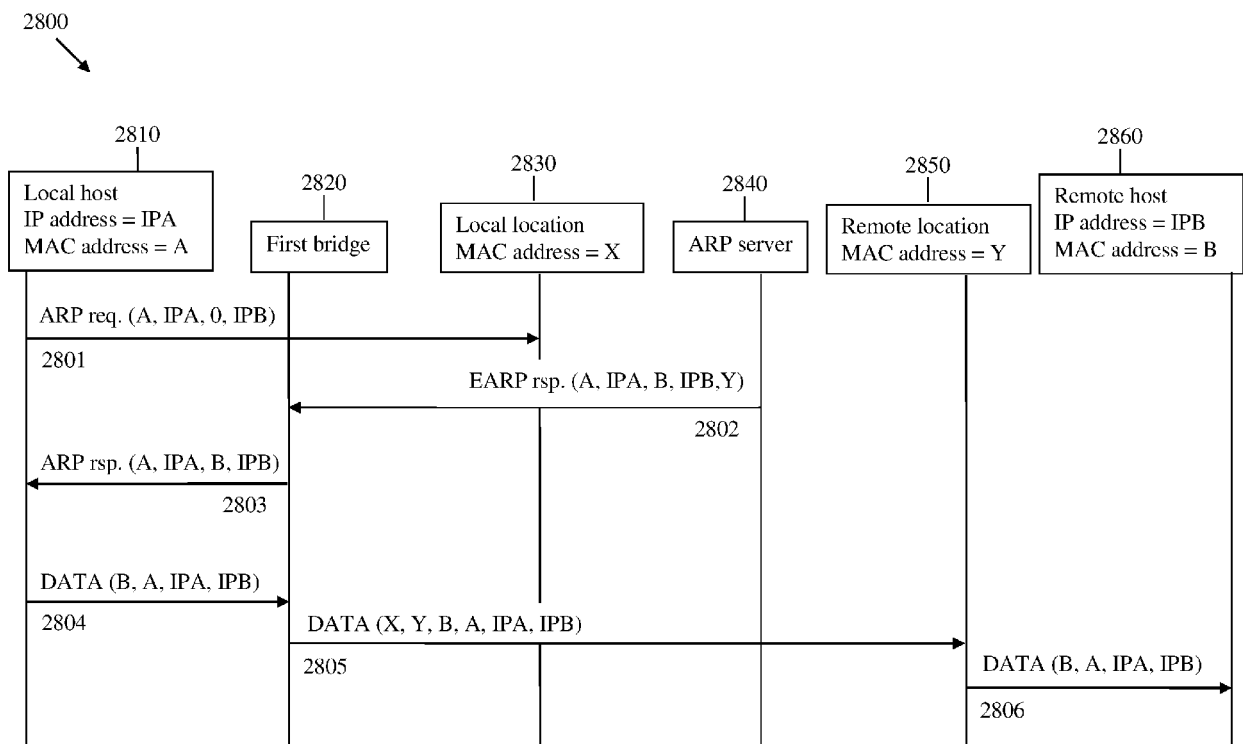 2800
2810
2820
2830
2840
2850
2860
Local host
IP address = IPA
MAC address = A
First bridge
Local location
MAC address = X
ARP server
Remote location
MAC address = Y
Remote host
IP address = IPB
MAC address = B
ARP req. (A, IPA, 0, IPB)
2801
EARP rsp. (A, IPA, B, IPB,Y)
2802
ARP rsp. (A, IPA, B, IPB)
2803
DATA (B, A, IPA, IPB)
2804
DATA (X, Y, B, A, IPA, IPB)
2805
DATA (B, A, IPA, IPB)
2806